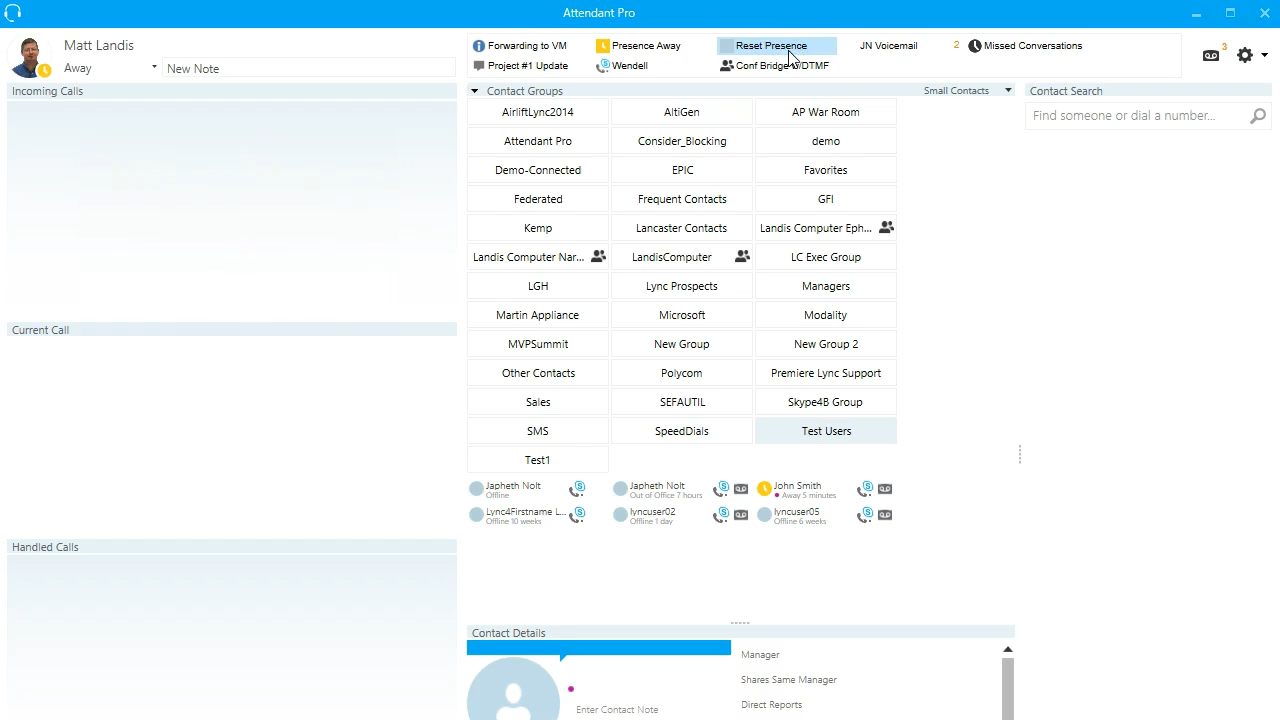 Attendant Pro
Matt Landis
Away
New Note
Forwarding to VM
Presence Away
Reset Presence
JN Voicemail
2 Missed Conversations
3
Project #1 Update
Wendell
Conf Bridge
/DTMF
Incoming Calls
Current Call
Handled Calls
Contact Groups
Small Contacts
AirliftLync2014
AltiGen
AP War Room
Attendant Pro
Consider_Blocking
demo
Demo-Connected
EPIC
Favorites
Federated
Frequent Contacts
GFI
Kemp
Lancaster Contacts
Landis Computer Eph...
Landis Computer Nar...
LandisComputer
LC Exec Group
LGH
Lync Prospects
Managers
Martin Appliance
Microsoft
Modality
MVPSummit
New Group
New Group 2
Other Contacts
Polycom
Premiere Lync Support
Sales
SEFAUTIL
Skype4B Group
SMS
SpeedDials
Test Users
Test1
Japheth Nolt
Offline
Japheth Nolt
Out of Office 7 hours
John Smith
Away 5 minutes
Lync4Firstname L...
Offline 10 weeks
lyncuser02
Offline 1 day
lyncuser05
Offline 6 weeks
Contact Details
Enter Contact Note
Manager
Shares Same Manager
Direct Reports
Contact Search
Find someone or dial a number...